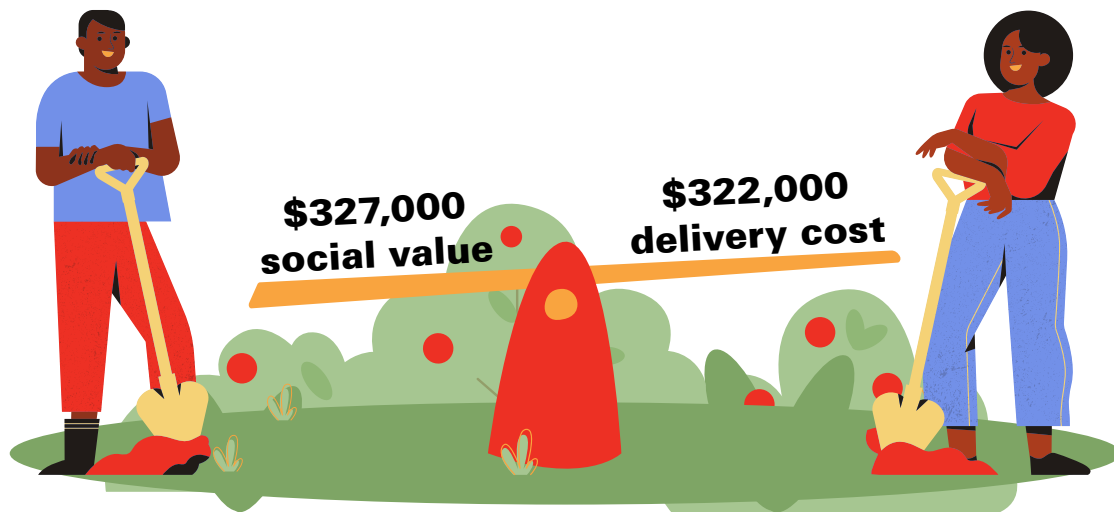 $327,000
social value
$322,000
delivery cost